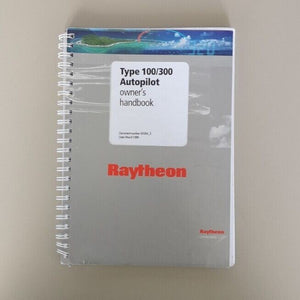 Type 100/300
Autopilot
owner's
handbook
Raytheon
Raytheon